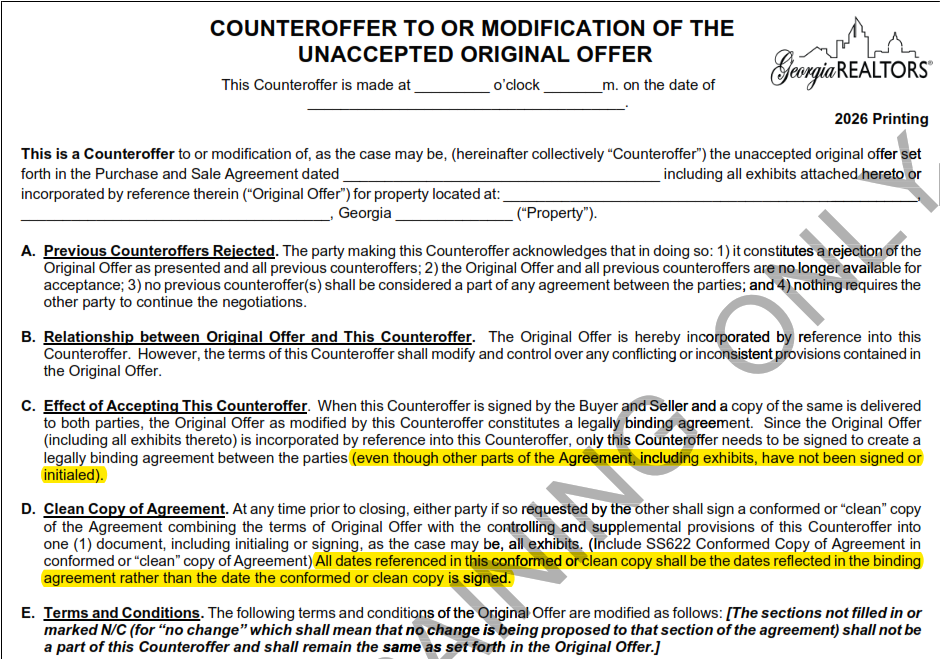 COUNTEROFFER TO OR MODIFICATION OF THE
UNACCEPTED ORIGINAL OFFER
GeorgiaREALTORS®
This Counteroffer is made at _________ o'clock _______m. on the date of
______________________________________.
2026 Printing
This is a Counteroffer to or modification of, as the case may be, (hereinafter collectively “Counteroffer”) the unaccepted original offer set
forth in the Purchase and Sale Agreement dated ______________________________________ including all exhibits attached hereto or
incorporated by reference therein (“Original Offer”) for property located at: __________________________________________________,
_____________________________________, Georgia ______________ (“Property”).
A. Previous Counteroffers Rejected. The party making this Counteroffer acknowledges that in doing so: 1) it constitutes a rejection of the
Original Offer as presented and all previous counteroffers; 2) the Original Offer and all previous counteroffers are no longer available for
acceptance; 3) no previous counteroffer(s) shall be considered a part of any agreement between the parties; and 4) nothing requires the
other party to continue the negotiations.
B. Relationship between Original Offer and This Counteroffer. The Original Offer is hereby incorporated by reference into this
Counteroffer. However, the terms of this Counteroffer shall modify and control over any conflicting or inconsistent provisions contained in
the Original Offer.
C. Effect of Accepting This Counteroffer. When this Counteroffer is signed by the Buyer and Seller and a copy of the same is delivered
to both parties, the Original Offer as modified by this Counteroffer constitutes a legally binding agreement. Since the Original Offer
(including all exhibits thereto) is incorporated by reference into this Counteroffer, only this Counteroffer needs to be signed to create a
legally binding agreement between the parties (even though other parts of the Agreement, including exhibits, have not been signed or
initialed).
D. Clean Copy of Agreement. At any time prior to closing, either party if so requested by the other shall sign a conformed or “clean” copy
of the Agreement combining the terms of Original Offer with the controlling and supplemental provisions of this Counteroffer into
one (1) document, including initialing or signing, as the case may be, all exhibits. (Include SS622 Conformed Copy of Agreement in
conformed or “clean” copy of Agreement) All dates referenced in this conformed or clean copy shall be the dates reflected in the binding
agreement rather than the date the conformed or clean copy is signed.
E. Terms and Conditions. The following terms and conditions of the Original Offer are modified as follows: [The sections not filled in or
marked N/C (for “no change” which shall mean that no change is being proposed to that section of the agreement) shall not be
a part of this Counteroffer and shall remain the same as set forth in the Original Offer.]
AINING ONLY